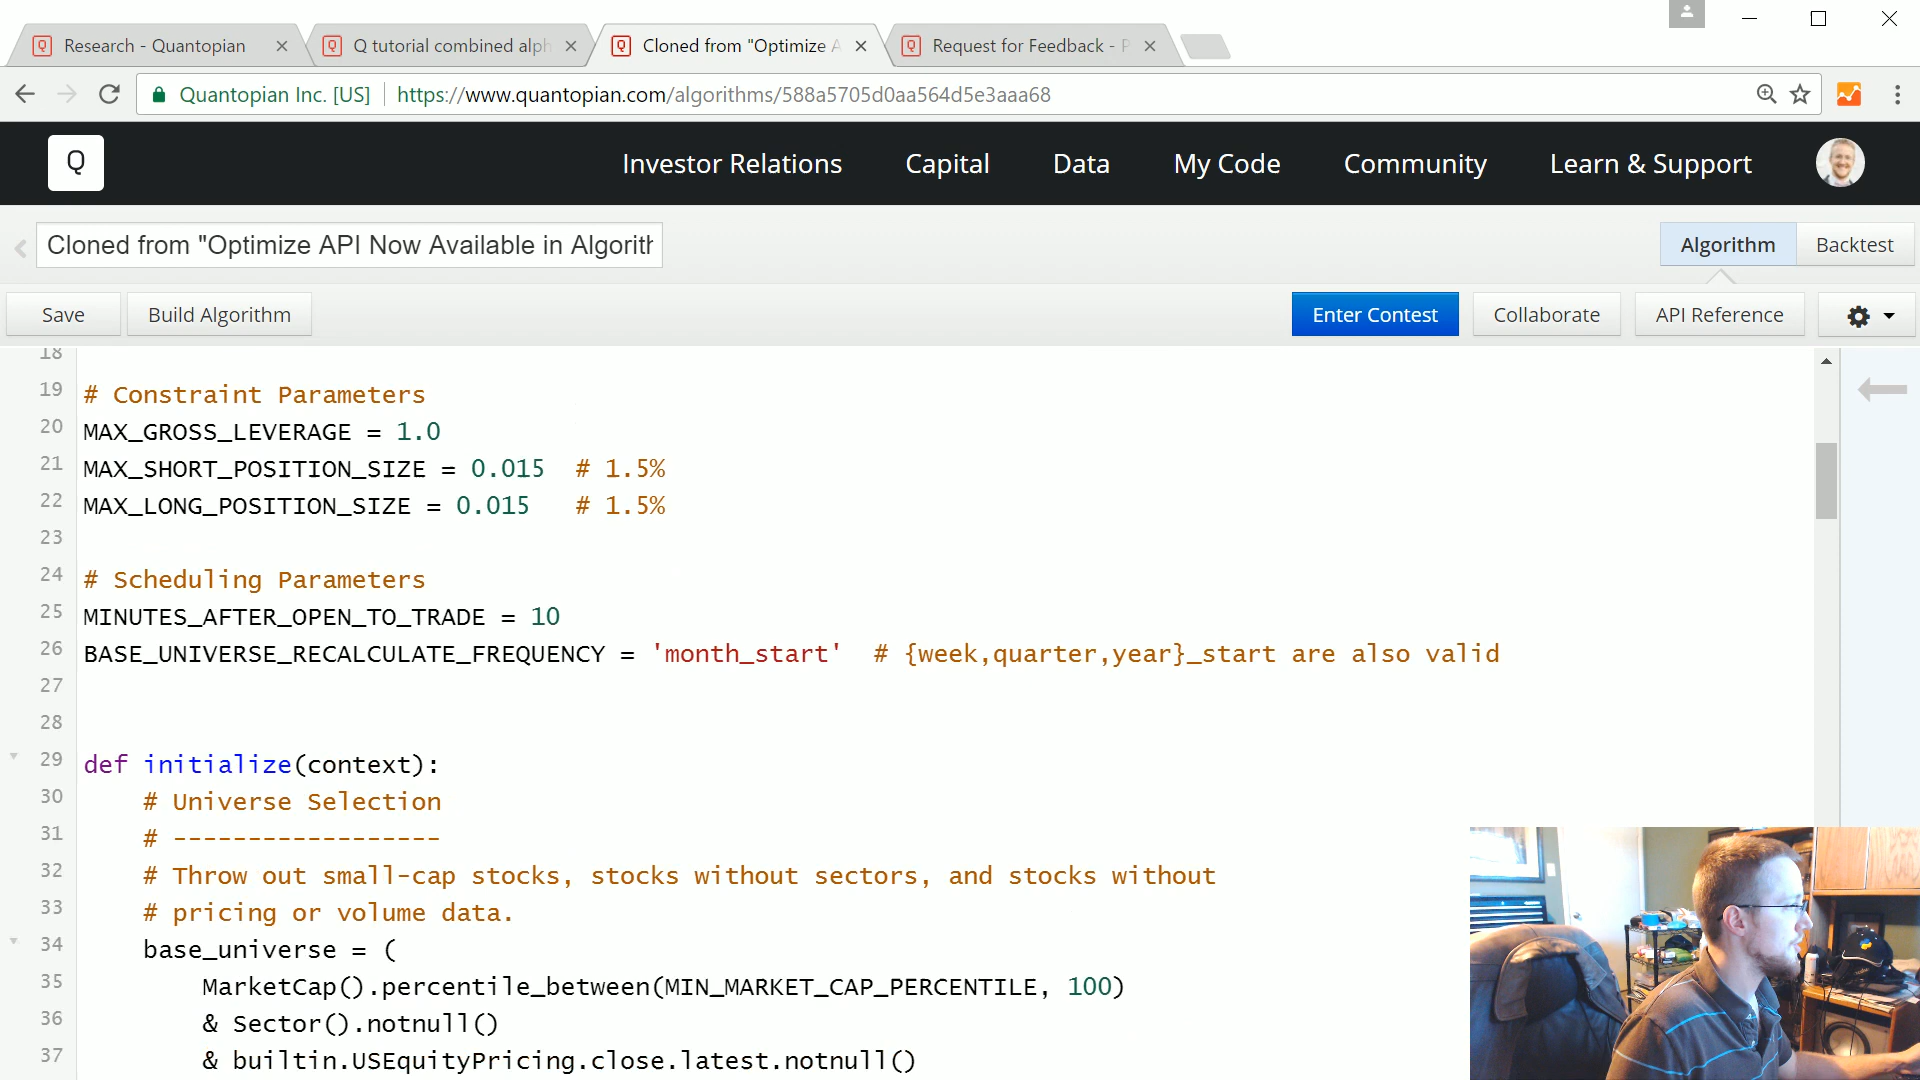 Research - Quantopian
Q tutorial combined alph
Cloned from "Optimize A
Request for Feedback - P
Quantopian Inc. [US]
https://www.quantopian.com/algorithms/588a5705d0aa564d5e3aaa68
Q
Investor Relations
Capital
Data
My Code
Community
Learn & Support
Cloned from "Optimize API Now Available in Algorith
Algorithm
Backtest
Save
Build Algorithm
Enter Contest
Collaborate
API Reference
18
19 # Constraint Parameters
20 MAX_GROSS_LEVERAGE = 1.0
21 MAX_SHORT_POSITION_SIZE = 0.015 # 1.5%
22 MAX_LONG_POSITION_SIZE = 0.015 # 1.5%
23
24 # Scheduling Parameters
25 MINUTES_AFTER_OPEN_TO_TRADE = 10
26 BASE_UNIVERSE_RECALCULATE_FREQUENCY = 'month_start' # {week,quarter,year}_start are also valid
27
28
29 def initialize(context):
30 # Universe Selection
31 # ------------------
32 # Throw out small-cap stocks, stocks without sectors, and stocks without
33 # pricing or volume data.
34 base_universe = (
35 MarketCap().percentile_between(MIN_MARKET_CAP_PERCENTILE, 100)
36 & Sector().notnull()
37 & builtin.USEquityPricing.close.latest.notnull()